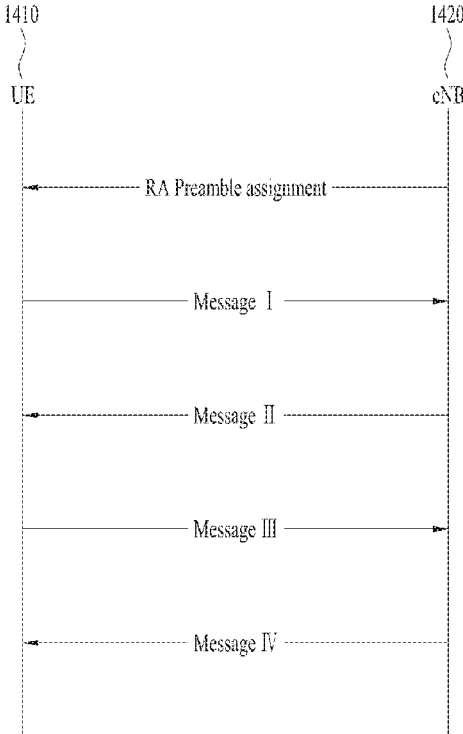 1410
1420
UE
eNB
RA Preamble assignment
Message I
Message II
Message III
Message IV